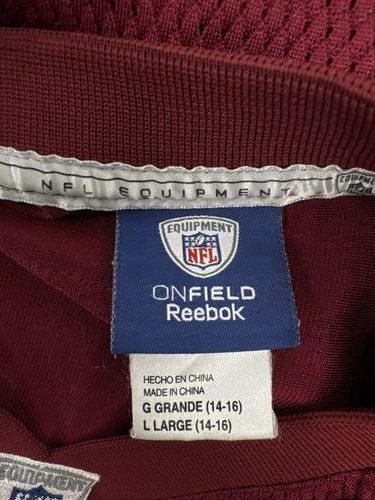 NFL EQUIPMENT
EQUIPMENT
EQUIPMENT
NFL
ONFIELD
Reebok
HECHO EN CHINA
MADE IN CHINA
G GRANDE (14-16)
L LARGE (14-16)
EQUIPMENT